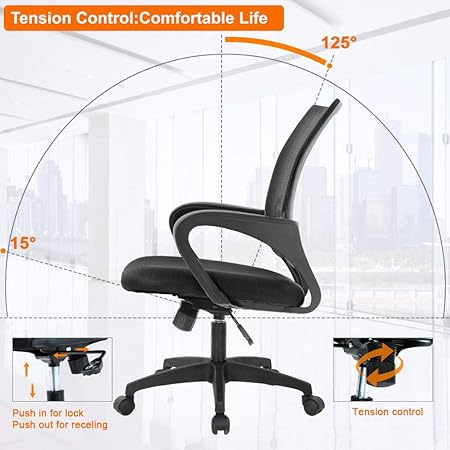 Tension Control:Comfortable Life
125°
15°
Push in for lock
Push out for receling
Tension control